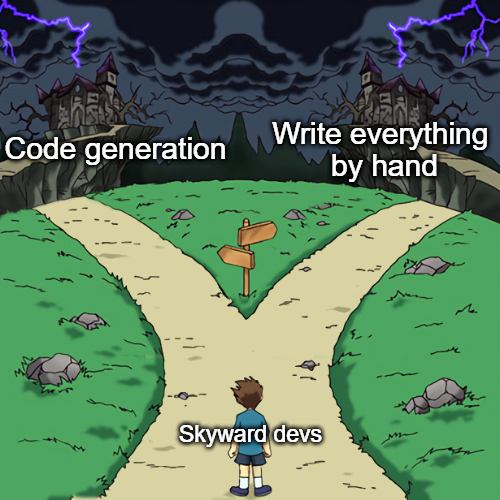 Code generation
Write everything
by hand
Skyward devs